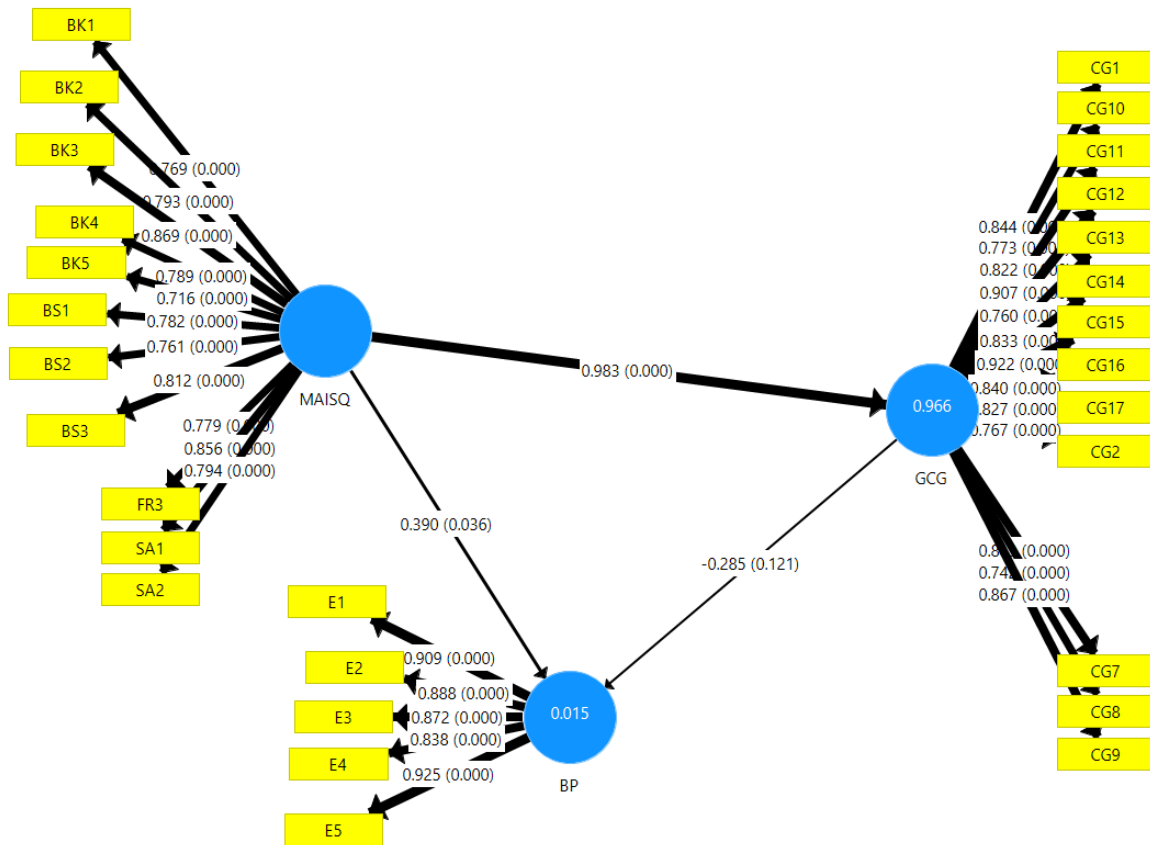 BK1
BK2
BK3
BK4
BK5
BS1
BS2
BS3
FR3
SA1
SA2
0.793 (0.000)
0.869 (0.000)
0.789 (0.000)
0.716 (0.000)
0.782 (0.000)
0.761 (0.000)
0.812 (0.000)
0.856 (0.000)
0.794 (0.000)
MAISQ
0.983 (0.000)
0.390 (0.036)
-0.285 (0.121)
0.966
GCG
CG1
CG10
CG11
CG12
CG13
CG14
CG15
CG16
CG17
CG2
0.844
0.773
0.822
0.907
0.760
0.833
0.922
0.840 (0.000)
0.827 (0.000)
0.767 (0.000)
(0.000)
(0.000)
0.867 (0.000)
CG7
CG8
CG9
E1
E2
E3
E4
E5
0.909 (0.000)
0.888 (0.000)
0.872 (0.000)
0.838 (0.000)
0.925 (0.000)
0.015
BP